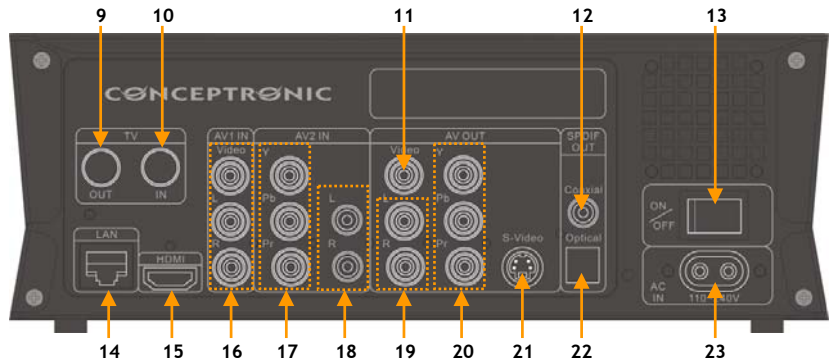 9 10 11 12 13
CONCEPTRONIC
TV AV1 IN AV2 IN AV OUT SPDIF
OUT
Video Y Video Y
OUT IN L Pb L Pb Coaxial
L
ON
/OFF
LAN HDMI R Pr R R Pr S-Video Optical
AC
IN
14 15 16 17 18 19 20 21 22 23